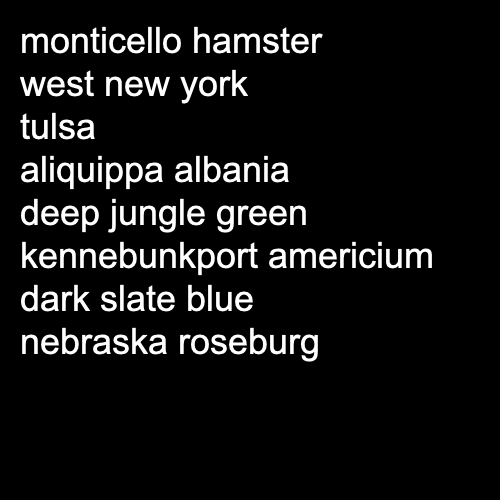 monticello hamster
west new york
tulsa
aliquippa albania
deep jungle green
kennebunkport americium
dark slate blue
nebraska roseburg